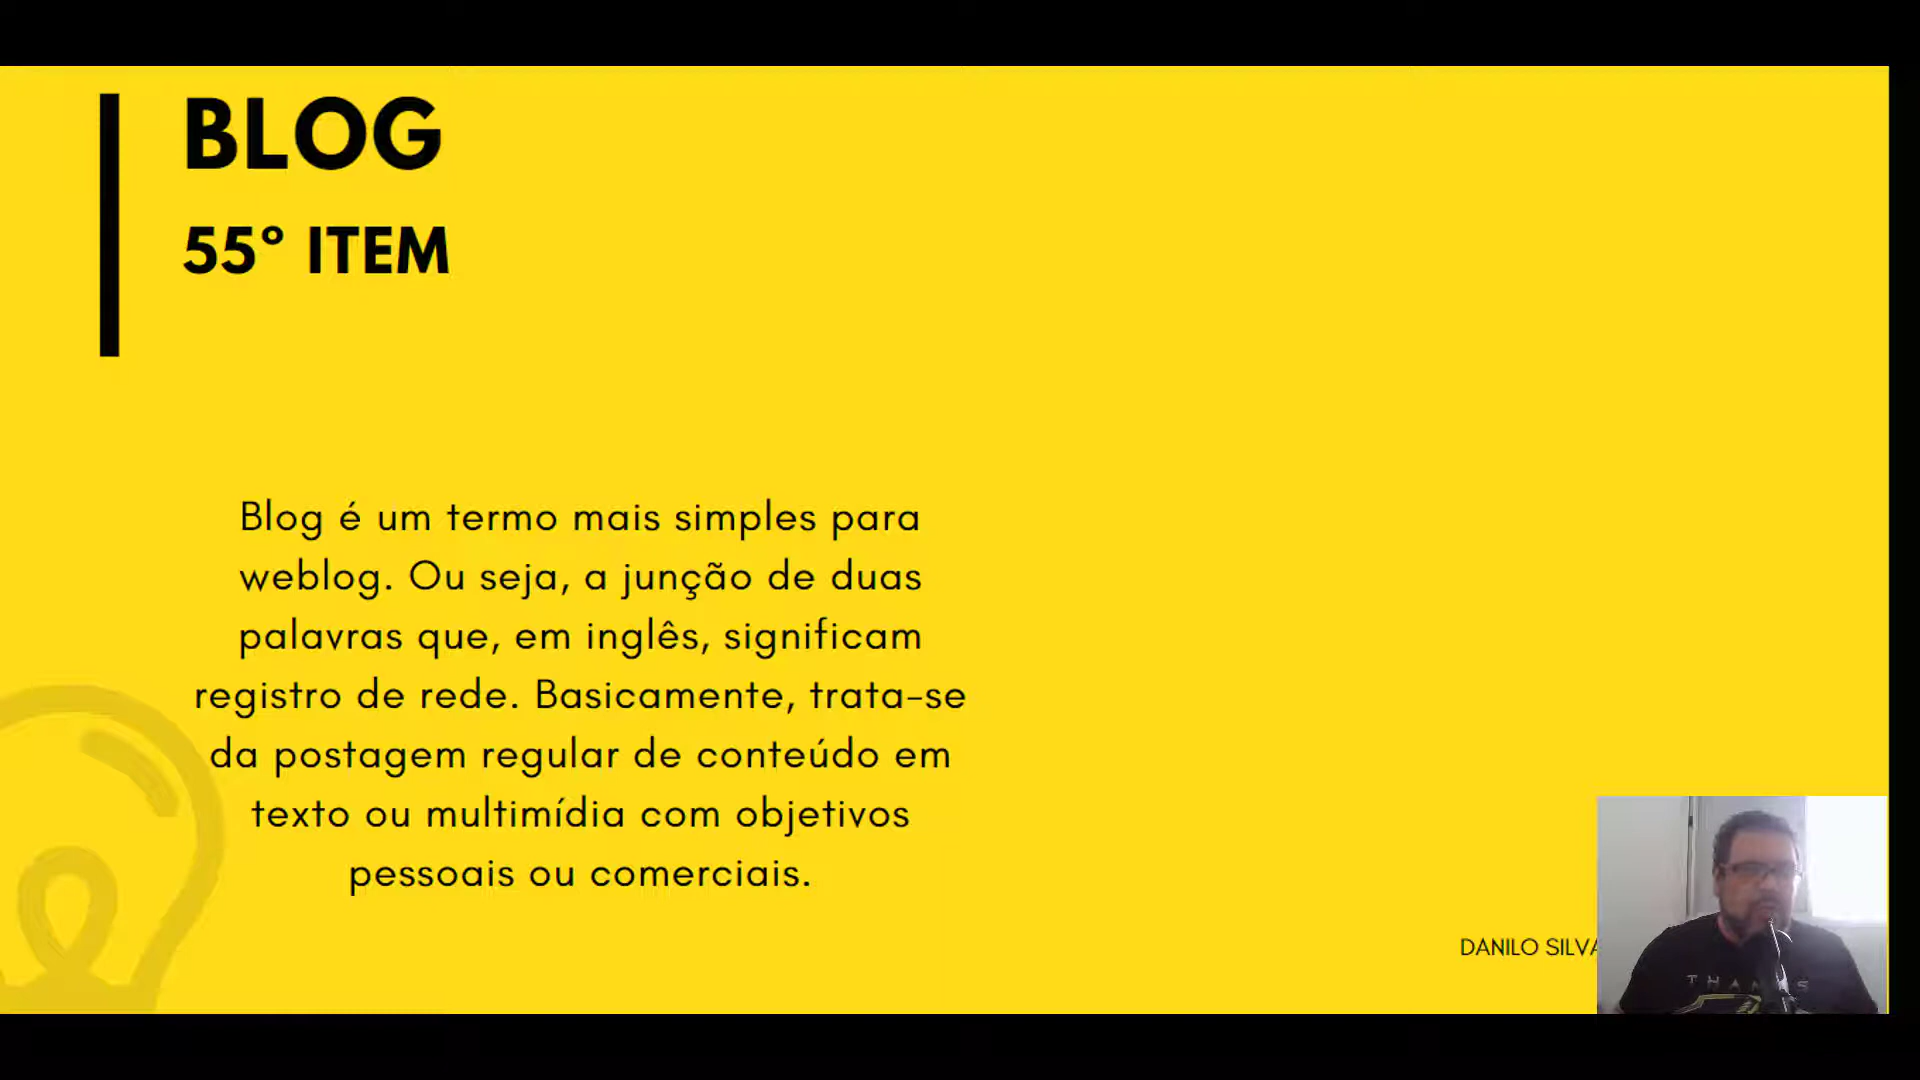 BLOG
55° ITEM
Blog é um termo mais simples para
weblog. Ou seja, a junção de duas
palavras que, em inglês, significam
registro de rede. Basicamente, trata-se
da postagem regular de conteúdo em
texto ou multimídia com objetivos
pessoais ou comerciais.
DANILO SILVA